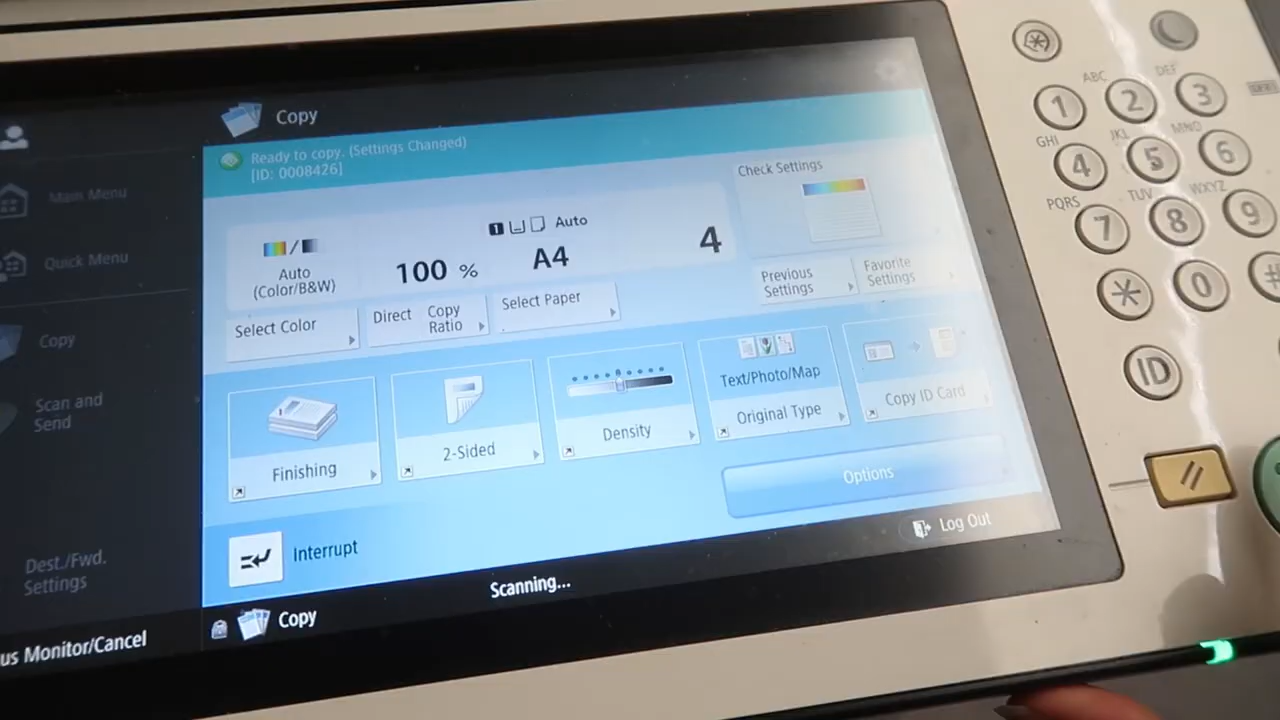 Copy
Ready to copy. (Settings Changed)
[ID: 0008426]
Main Menu
Quick Menu
Copy
Scan and
Send
Dest./Fwd.
Settings
us Monitor/Cancel
Auto
(Color/B&W)
100 %
1 Auto
A4
4
Check Settings
Select Color
Direct
Copy
Ratio
Select Paper
Previous
Settings
Favorite
Settings
Finishing
2-Sided
Density
Text/Photo/Map
Original Type
Copy ID Card
Options
Interrupt
Log Out
Scanning...
Copy
ABC
DEF
1
2
3
GHI
JKL
MNO
4
5
6
PQRS
TUV
WXYZ
7
8
9
*
0
#
ID